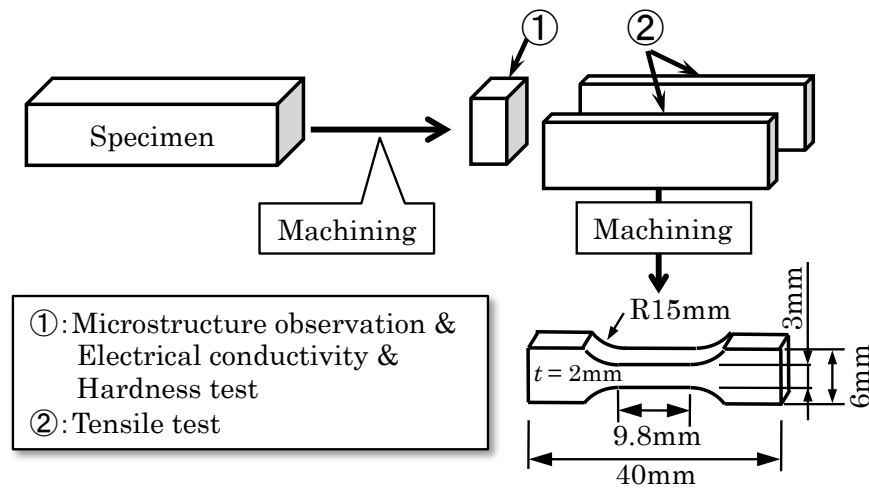 ①
②
Specimen
Machining
Machining
①:Microstructure observation &
Electrical conductivity &
Hardness test
②:Tensile test
R15mm
3mm
t = 2mm
6mm
9.8mm
40mm